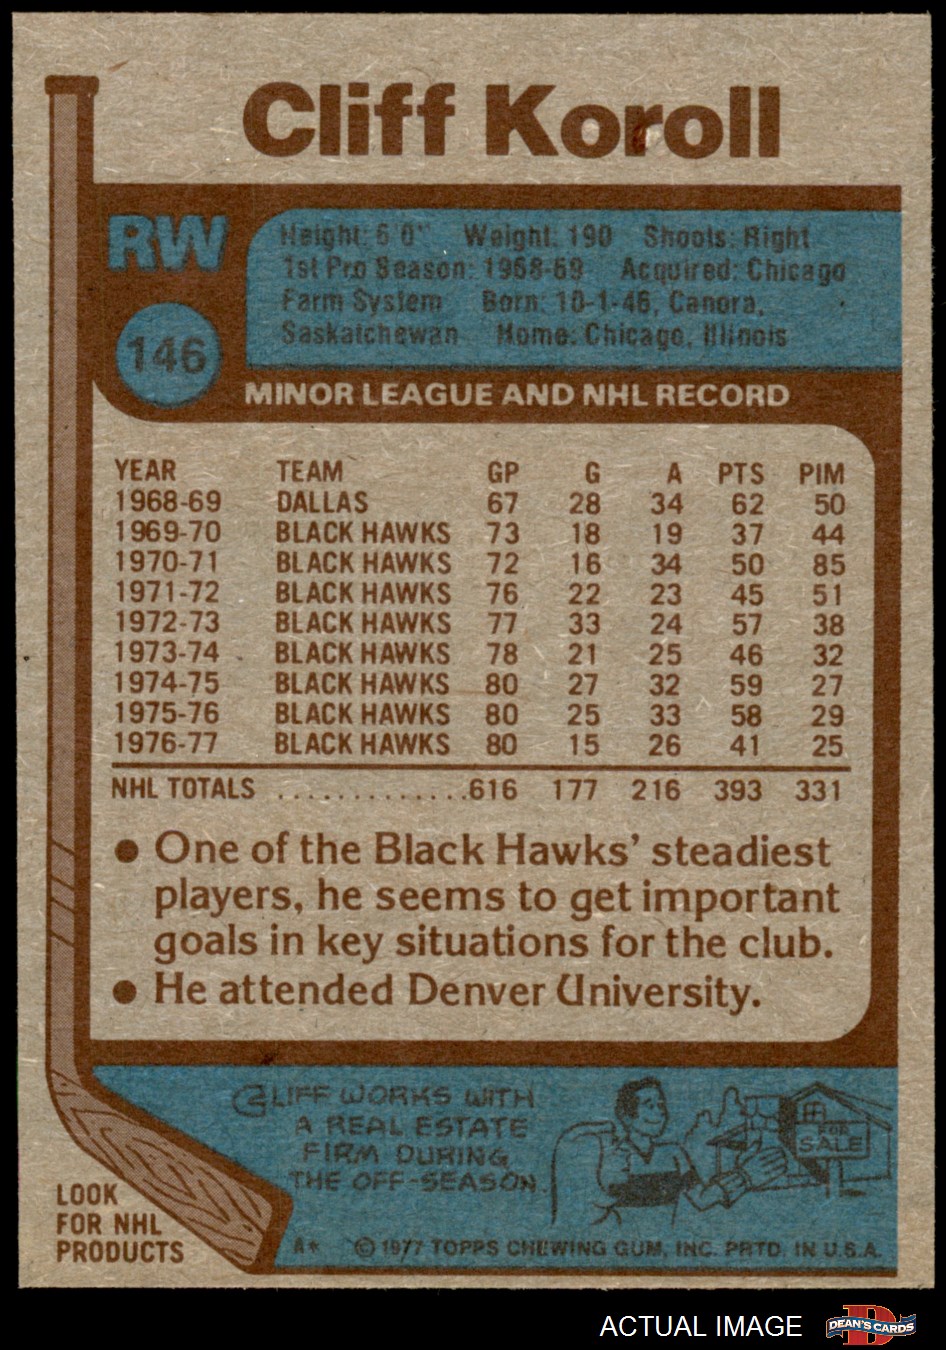 Cliff Koroll
RW
Height: 6'0" Weight: 190 Shoots: Right
1st Pro Season: 1968-69 Acquired: Chicago
Farm System Born: 10-1-46, Canora,
Saskatchewan Home: Chicago, Illinois
146
MINOR LEAGUE AND NHL RECORD
YEAR TEAM GP G A PTS PIM
1968-69 DALLAS 67 28 34 62 50
1969-70 BLACK HAWKS 73 18 19 37 44
1970-71 BLACK HAWKS 72 16 34 50 85
1971-72 BLACK HAWKS 76 22 23 45 51
1972-73 BLACK HAWKS 77 33 24 57 38
1973-74 BLACK HAWKS 78 21 25 46 32
1974-75 BLACK HAWKS 80 27 32 59 27
1975-76 BLACK HAWKS 80 25 33 58 29
1976-77 BLACK HAWKS 80 15 26 41 25
NHL TOTALS .............616 177 216 393 331
● One of the Black Hawks' steadiest
players, he seems to get important
goals in key situations for the club.
● He attended Denver University.
CLIFF WORKS WITH
A REAL ESTATE
FIRM DURING
THE OFF-SEASON.
FOR
SALE
LOOK
FOR NHL
PRODUCTS
A* © 1977 TOPPS CHEWING GUM, INC. PRTD. IN U.S.A.
ACTUAL IMAGE
DEAN'S CARDS